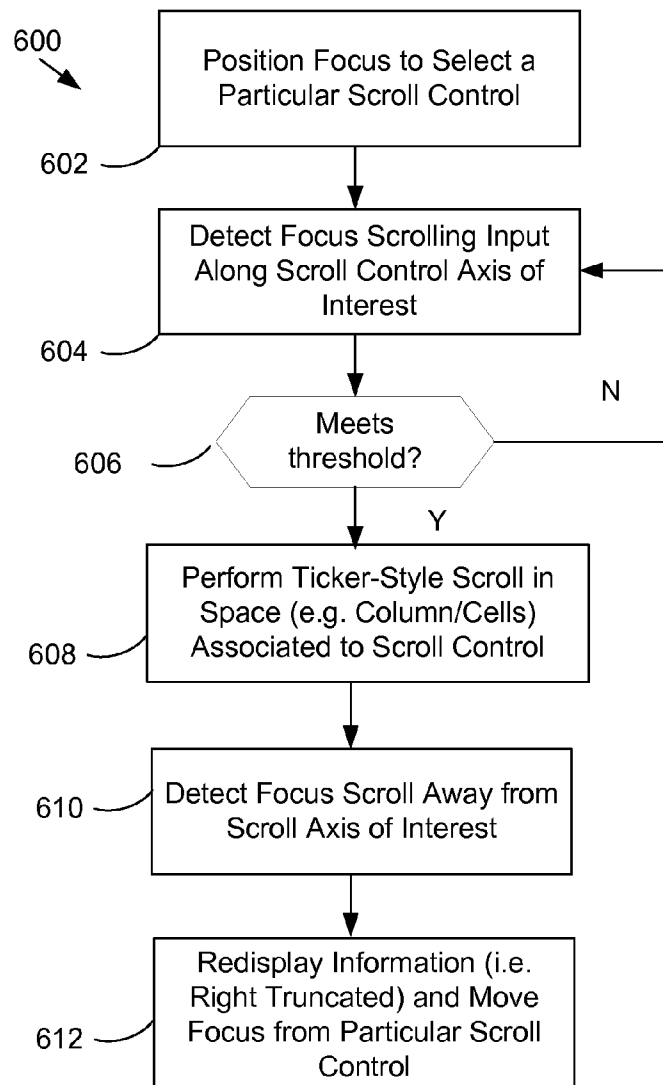 600
Position Focus to Select a
Particular Scroll Control
602
Detect Focus Scrolling Input
Along Scroll Control Axis of
Interest
604
N
Meets
threshold?
606
Y
Perform Ticker-Style Scroll in
Space (e.g. Column/Cells)
Associated to Scroll Control
608
Detect Focus Scroll Away from
Scroll Axis of Interest
610
Redisplay Information (i.e.
Right Truncated) and Move
Focus from Particular Scroll
Control
612